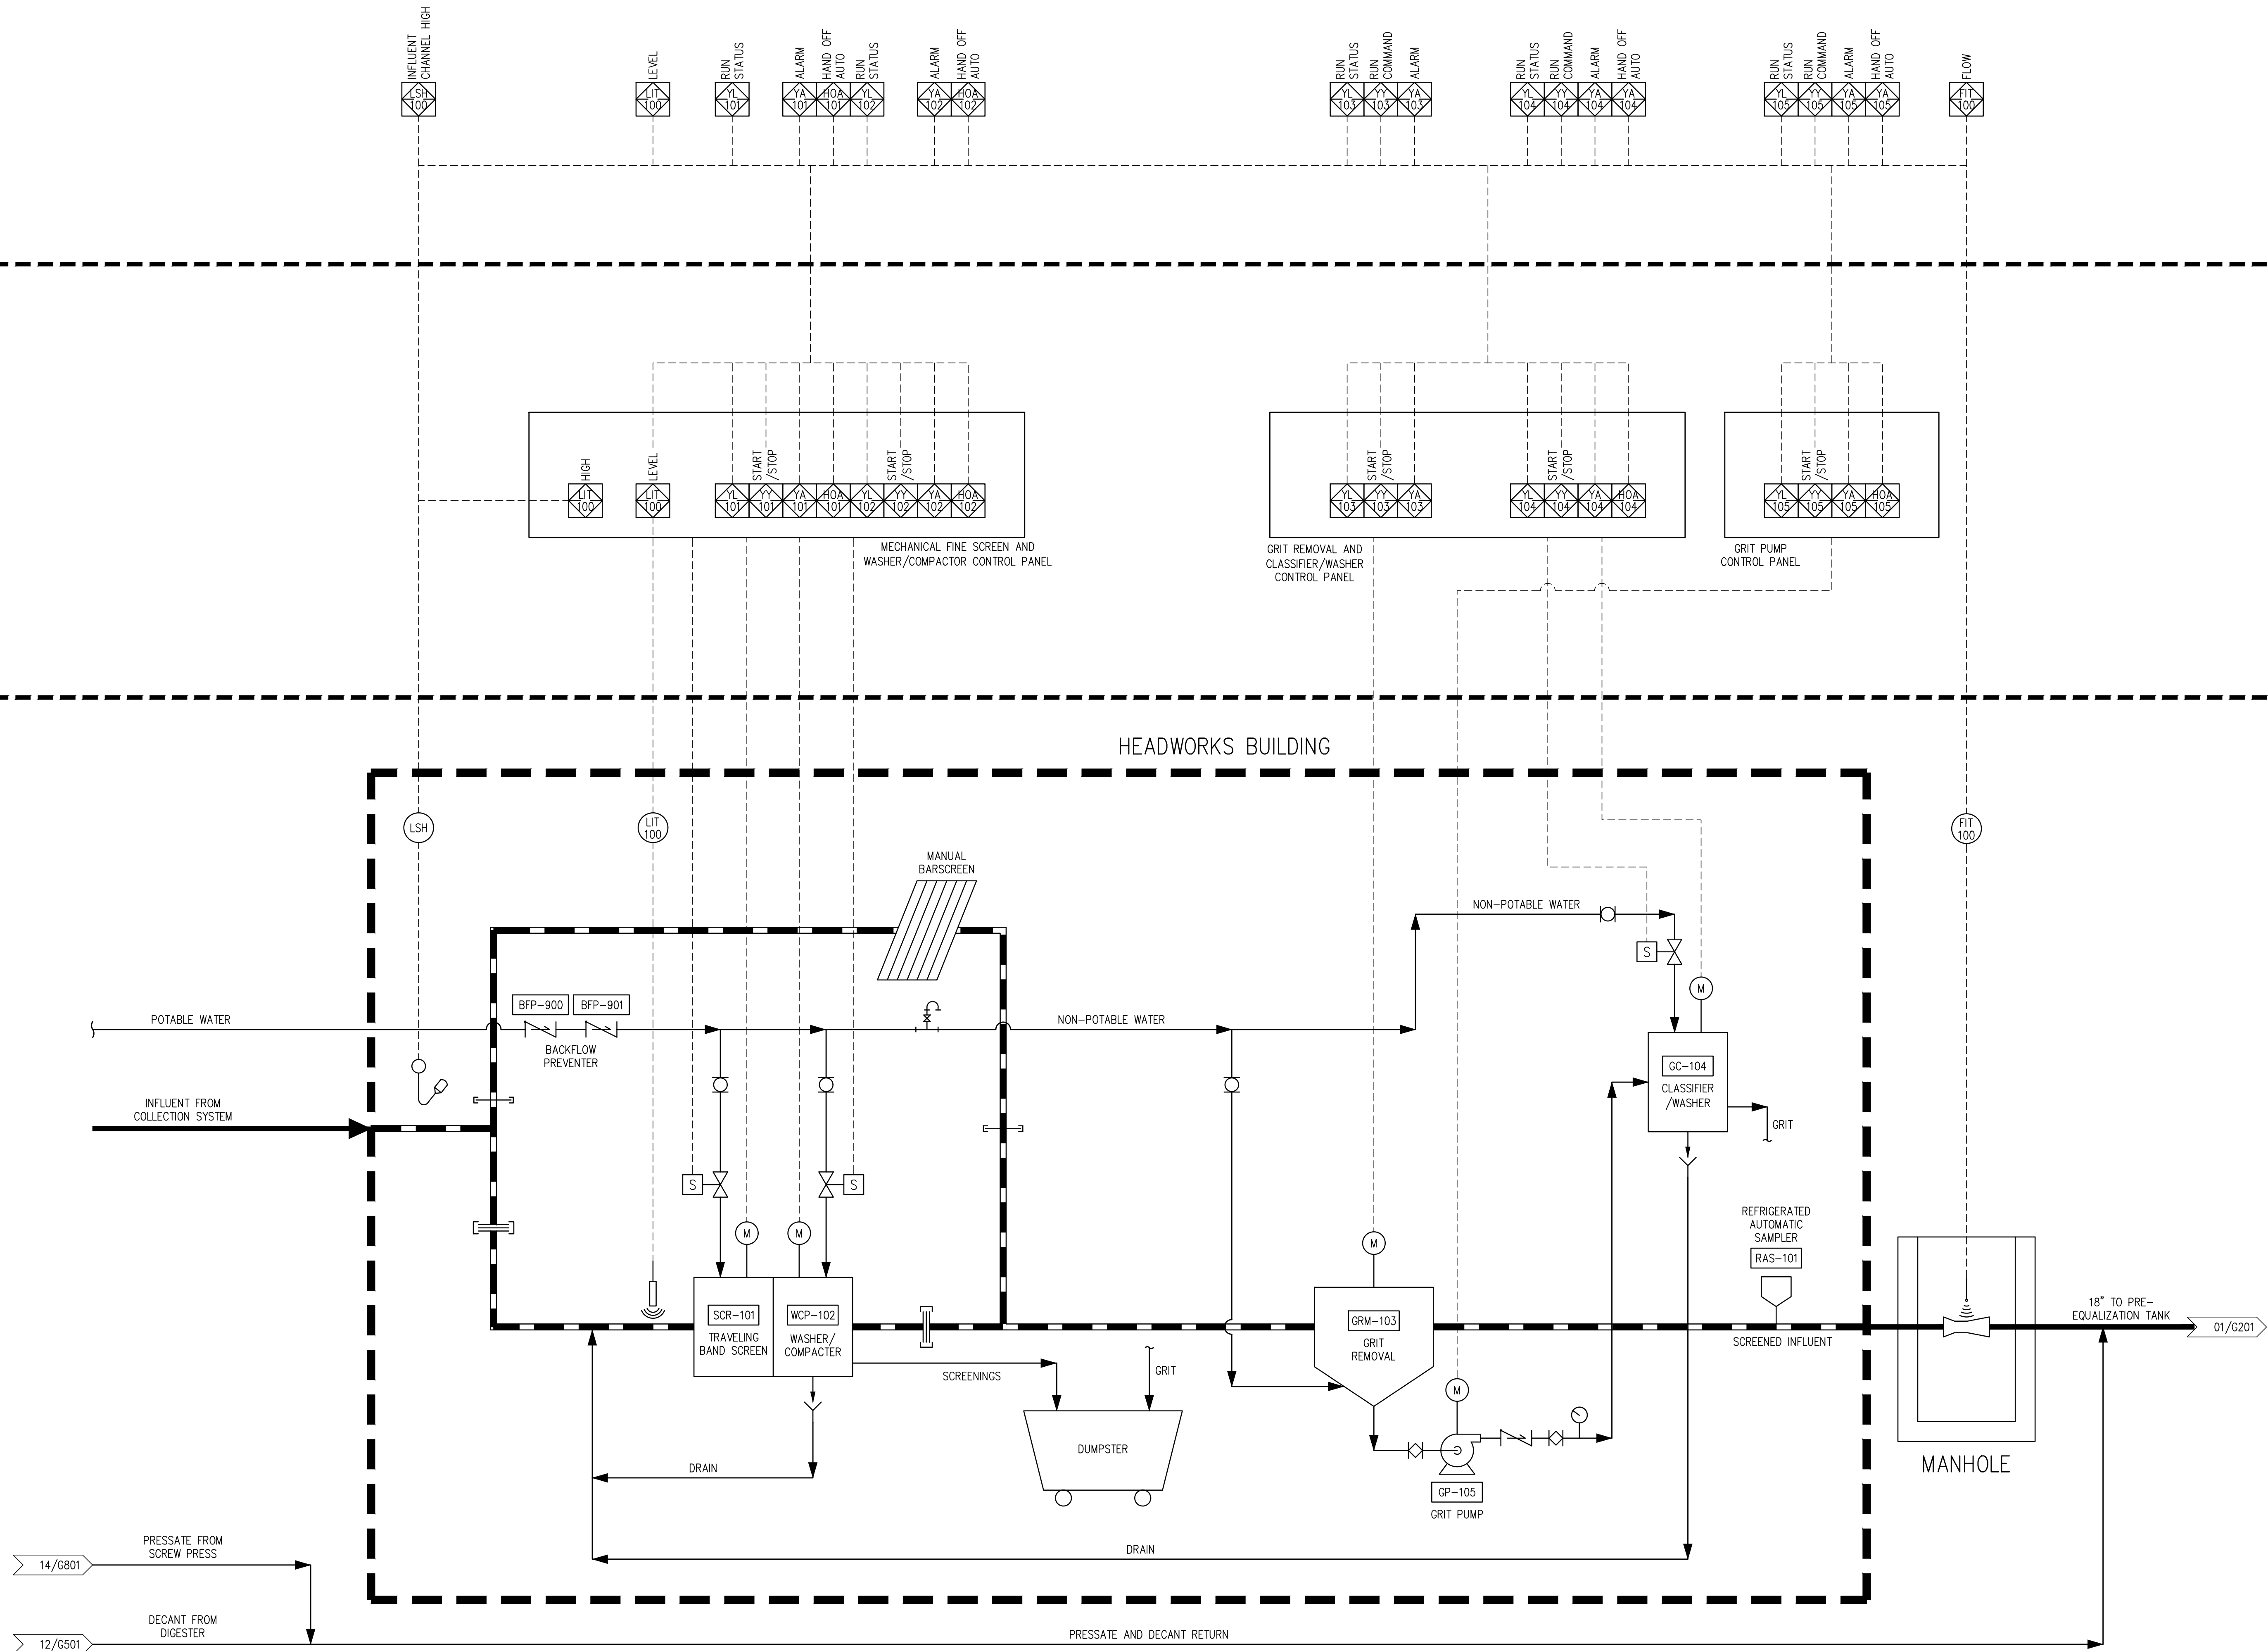 INFLUENT
CHANNEL HIGH
LEVEL
RUN
STATUS
ALARM
HAND OFF
AUTO
RUN
STATUS
ALARM
HAND OFF
AUTO
RUN
STATUS
RUN
COMMAND
ALARM
RUN
STATUS
RUN
COMMAND
ALARM
HAND OFF
AUTO
RUN
STATUS
RUN
COMMAND
ALARM
HAND OFF
AUTO
FLOW
LSH
100
LIT
100
YL
101
YA
101
HOA
101
YL
102
YA
102
HOA
102
YL
103
YY
103
YA
103
YL
104
YY
104
YA
104
YA
104
YL
105
YY
105
YA
105
YA
105
FIT
100
HIGH
LEVEL
START
/STOP
START
/STOP
START
/STOP
START
/STOP
START
/STOP
LIT
100
LIT
100
YL
101
YY
101
YA
101
HOA
101
YL
102
YY
102
YA
102
HOA
102
YL
103
YY
103
YA
103
YL
104
YY
104
YA
104
HOA
104
YL
105
YY
105
YA
105
HOA
105
MECHANICAL FINE SCREEN AND
WASHER/COMPACTOR CONTROL PANEL
GRIT REMOVAL AND
CLASSIFIER/WASHER
CONTROL PANEL
GRIT PUMP
CONTROL PANEL
HEADWORKS BUILDING
LSH
LIT
100
FIT
100
MANUAL
BARSCREEN
NON-POTABLE WATER
S
M
BFP-900
BFP-901
POTABLE WATER
NON-POTABLE WATER
BACKFLOW
PREVENTER
GC-104
CLASSIFIER
/WASHER
INFLUENT FROM
COLLECTION SYSTEM
GRIT
S
S
M
M
M
REFRIGERATED
AUTOMATIC
SAMPLER
RAS-101
SCR-101
TRAVELING
BAND SCREEN
WCP-102
WASHER/
COMPACTER
GRM-103
GRIT
REMOVAL
SCREENED INFLUENT
18" TO PRE-
EQUALIZATION TANK
01/G201
SCREENINGS
GRIT
M
DUMPSTER
DRAIN
GP-105
GRIT PUMP
MANHOLE
DRAIN
PRESSATE FROM
SCREW PRESS
14/G801
DECANT FROM
DIGESTER
12/G501
PRESSATE AND DECANT RETURN